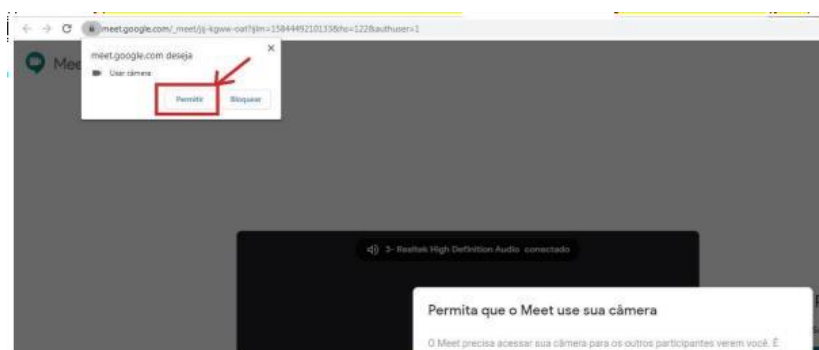 meet.google.com/_meet/jij-kgww-oat?ijlm=1584449210133&hs=122&authuser=1
Mee
meet.google.com deseja
Usar câmera
Permitir
Bloquear
3- Realtek High Definition Audio conectado
Permita que o Meet use sua câmera
O Meet precisa acessar sua câmera para os outros participantes verem você. É